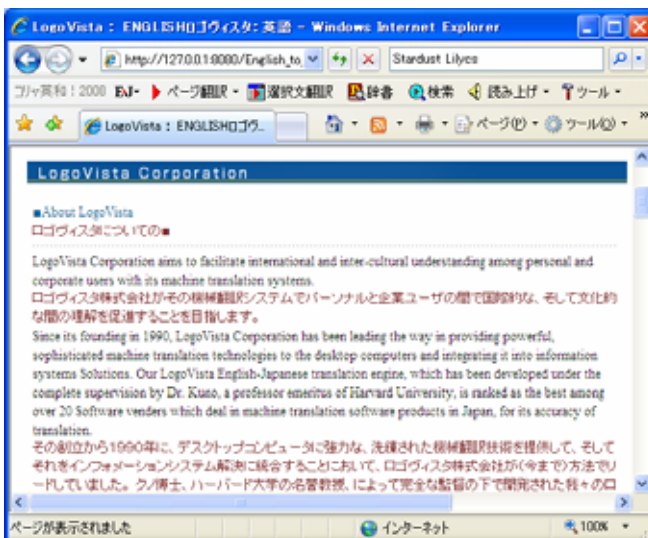 LogoVista : ENGLISHロゴヴィスタ: 英語 - Windows Internet Explorer
http://127.0.0.1:8080/English_to_ Stardust Lilyco
コリャ英和!2000 EJ- ページ翻訳 選択文翻訳 辞書 検索 読み上げ ツール
LogoVista : ENGLISHロゴヴ... ページ(P) ツール(O) »
LogoVista Corporation
■About LogoVista
ロゴヴィスタについての■
LogoVista Corporation aims to facilitate international and inter-cultural understanding among personal and
corporate users with its machine translation systems.
ロゴヴィスタ株式会社がその機械翻訳システムでパーソナルと企業ユーザの間で国際的な、そして文化的
な間の理解を促進することを目指します。
Since its founding in 1990, LogoVista Corporation has been leading the way in providing powerful,
sophisticated machine translation technologies to the desktop computers and integrating it into information
systems Solutions. Our LogoVista English-Japanese translation engine, which has been developed under the
complete supervision by Dr. Kuno, a professor emeritus of Harvard University, is ranked as the best among
over 20 Software venders which deal in machine translation software products in Japan, for its accuracy of
translation.
その創立から1990年に、デスクトップコンピュータに強力な、洗練された機械翻訳技術を提供して、そして
それをインフォメーションシステム解決に統合することにおいて、ロゴヴィスタ株式会社が(今まで)方法でリ
ードしていました。クノ博士、ハーバード大学の名誉教授、によって完全な監督の下で開発された我々のロ
ページが表示されました インターネット 100%